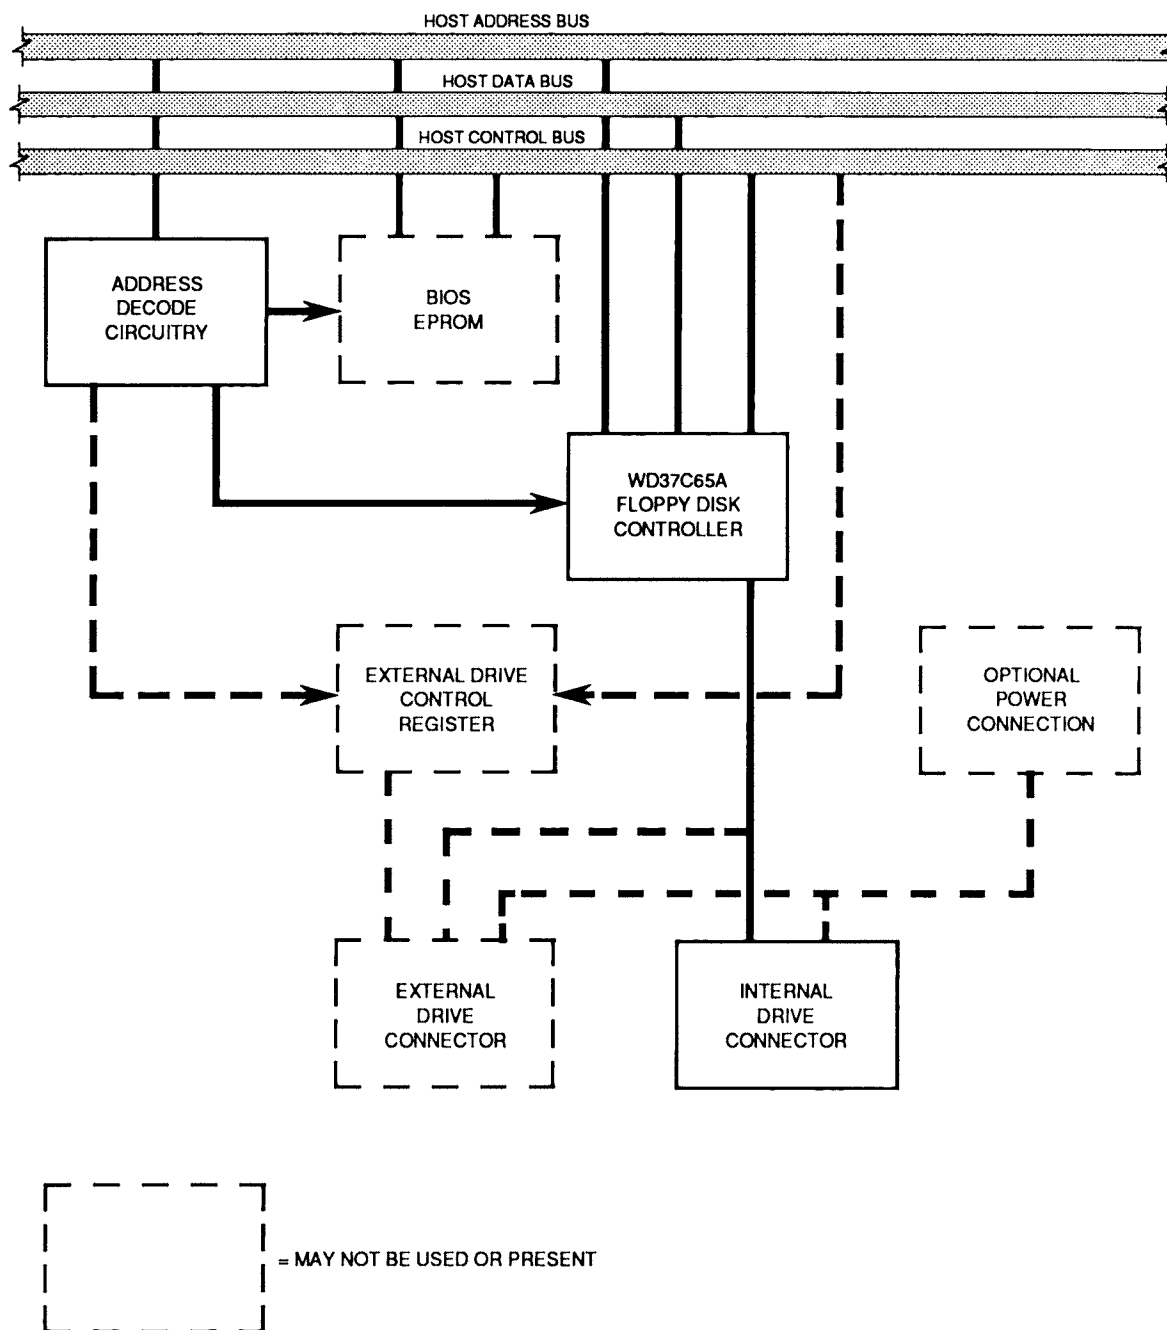 HOST ADDRESS BUS
HOST DATA BUS
HOST CONTROL BUS
ADDRESS
DECODE
CIRCUITRY
BIOS
EPROM
WD37C65A
FLOPPY DISK
CONTROLLER
EXTERNAL DRIVE
CONTROL
REGISTER
OPTIONAL
POWER
CONNECTION
EXTERNAL
DRIVE
CONNECTOR
INTERNAL
DRIVE
CONNECTOR
= MAY NOT BE USED OR PRESENT